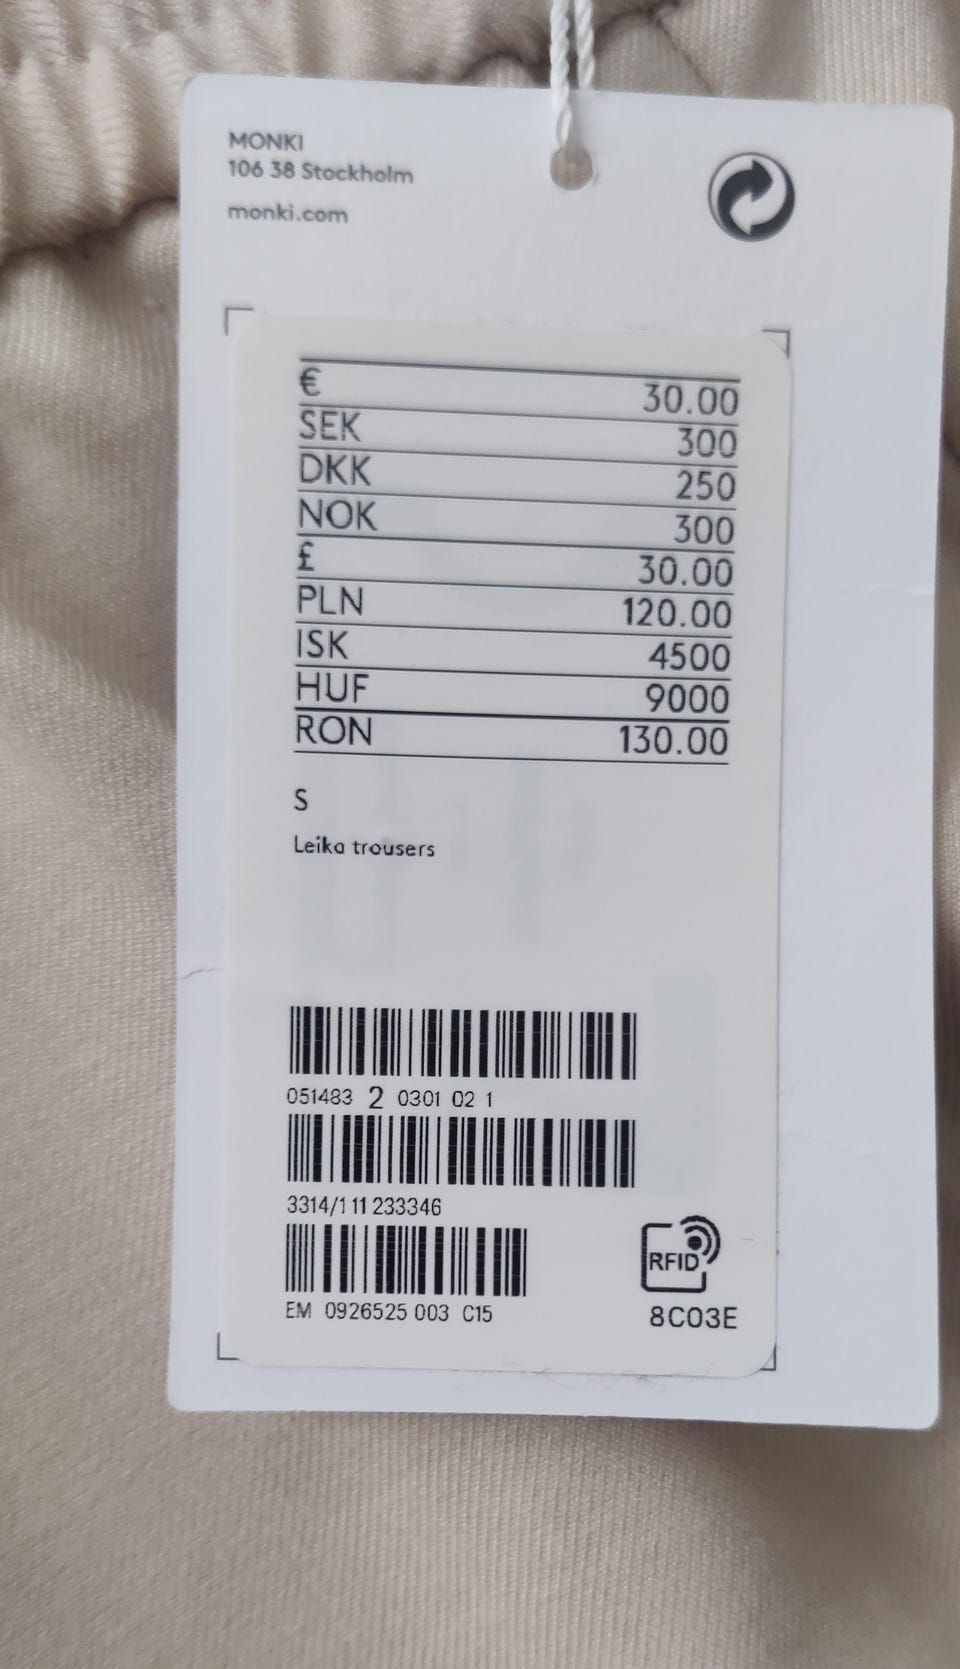 MONKI
106 38 Stockholm
monki.com
€ 30.00
SEK 300
DKK 250
NOK 300
£ 30.00
PLN 120.00
ISK 4500
HUF 9000
RON 130.00
S
Leika trousers
051483 2 0301 02 1
3314/1 11 233346
RFID
EM 0926525 003 C15
8C03E